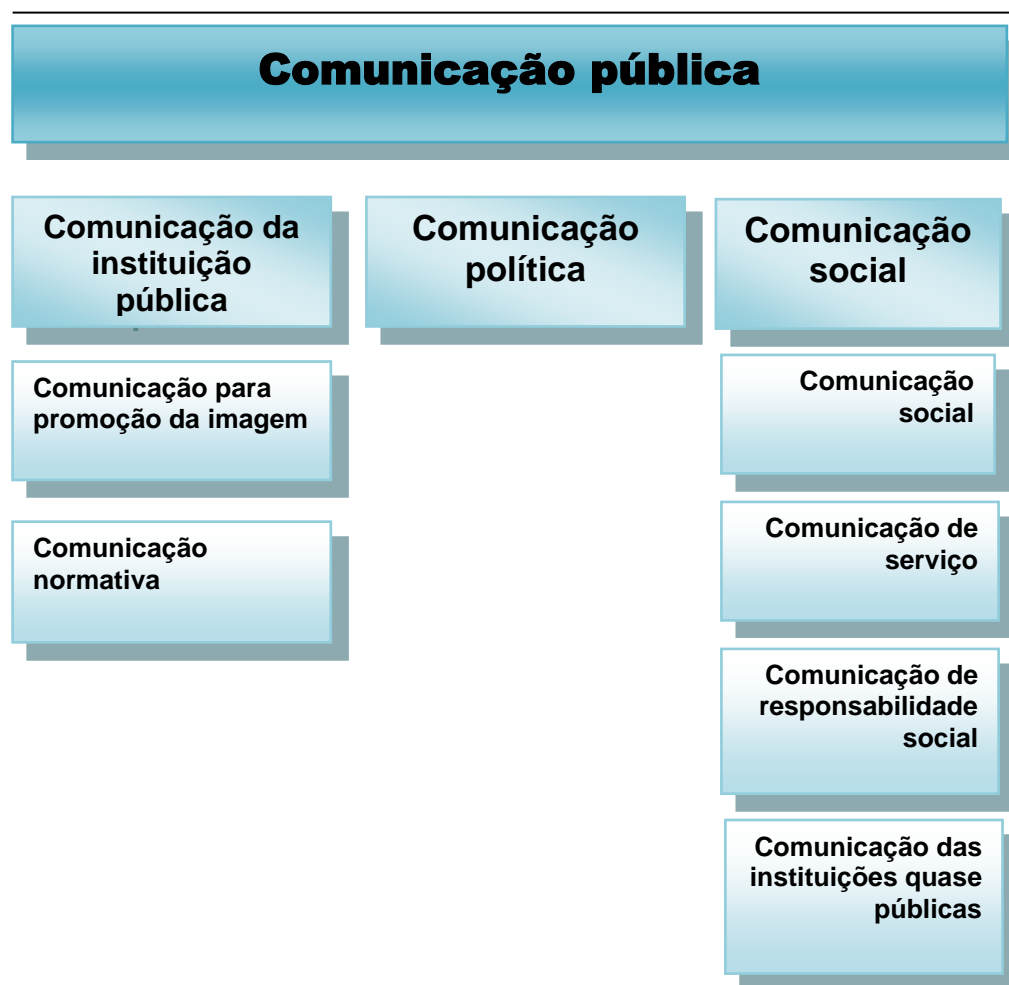 Comunicação pública
Comunicação da
instituição
pública
Comunicação
política
Comunicação
social
Comunicação para
promoção da imagem
Comunicação
normativa
Comunicação
social
Comunicação de
serviço
Comunicação de
responsabilidade
social
Comunicação das
instituições quase
públicas